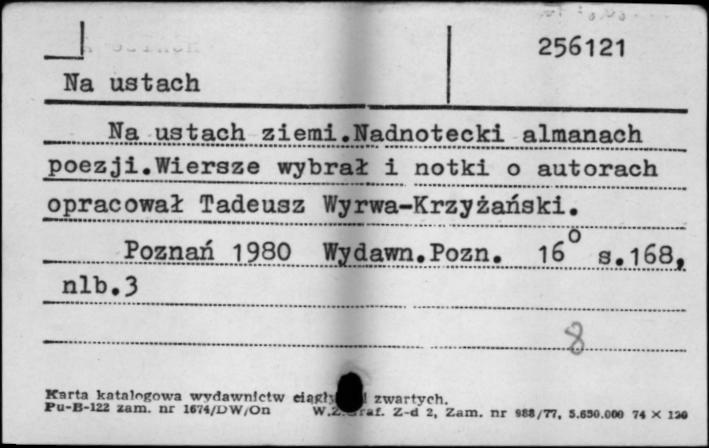 256121
Na ustach
Na ustach ziemi.Nadnotecki almanach
poezji.Wiersze wybrał i notki o autorach
opracował Tadeusz Wyrwa-Krzyżański.
Poznań 1980 Wydawn.Pozn. 16° s.168,
nlb.3
8
Karta katalogowa wydawnictw zwartych.
Pu-B-122 zam. nr 1674/DW/On Z-d 2, Zam. nr 988/77, 5.650.000 74 × 120